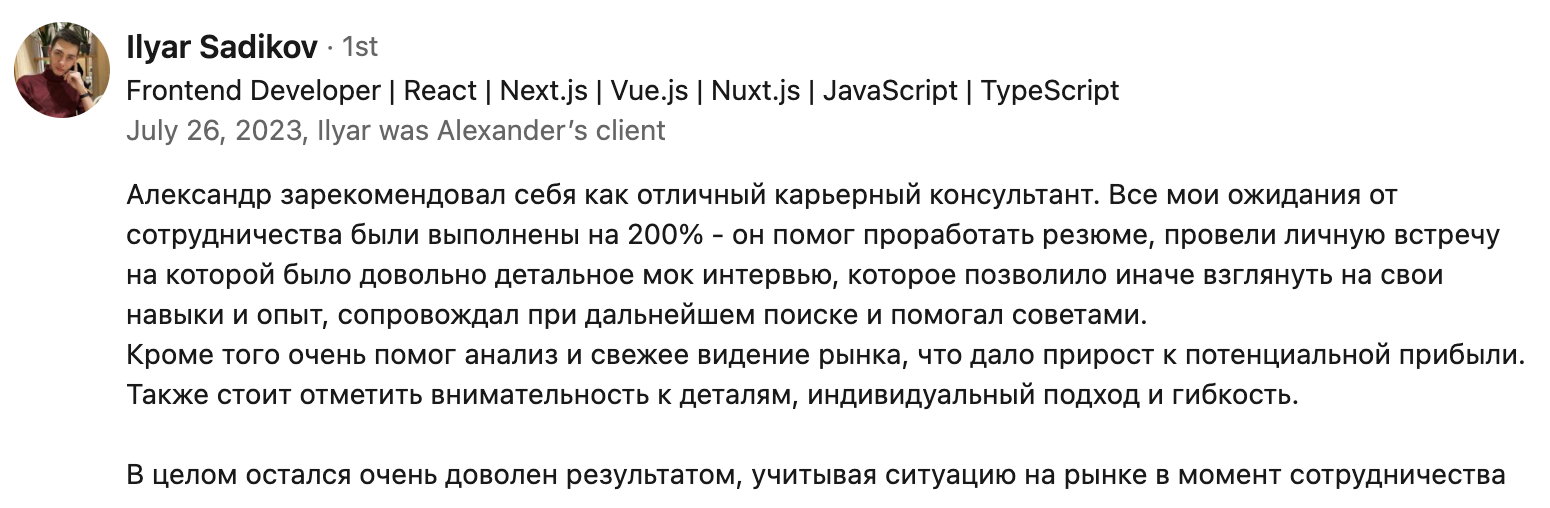 Ilyar Sadikov · 1st
Frontend Developer | React | Next.js | Vue.js | Nuxt.js | JavaScript | TypeScript
July 26, 2023, Ilyar was Alexander’s client
Александр зарекомендовал себя как отличный карьерный консультант. Все мои ожидания от
сотрудничества были выполнены на 200% - он помог проработать резюме, провели личную встречу
на которой было довольно детальное мок интервью, которое позволило иначе взглянуть на свои
навыки и опыт, сопровождал при дальнейшем поиске и помогал советами.
Кроме того очень помог анализ и свежее видение рынка, что дало прирост к потенциальной прибыли.
Также стоит отметить внимательность к деталям, индивидуальный подход и гибкость.
В целом остался очень доволен результатом, учитывая ситуацию на рынке в момент сотрудничества